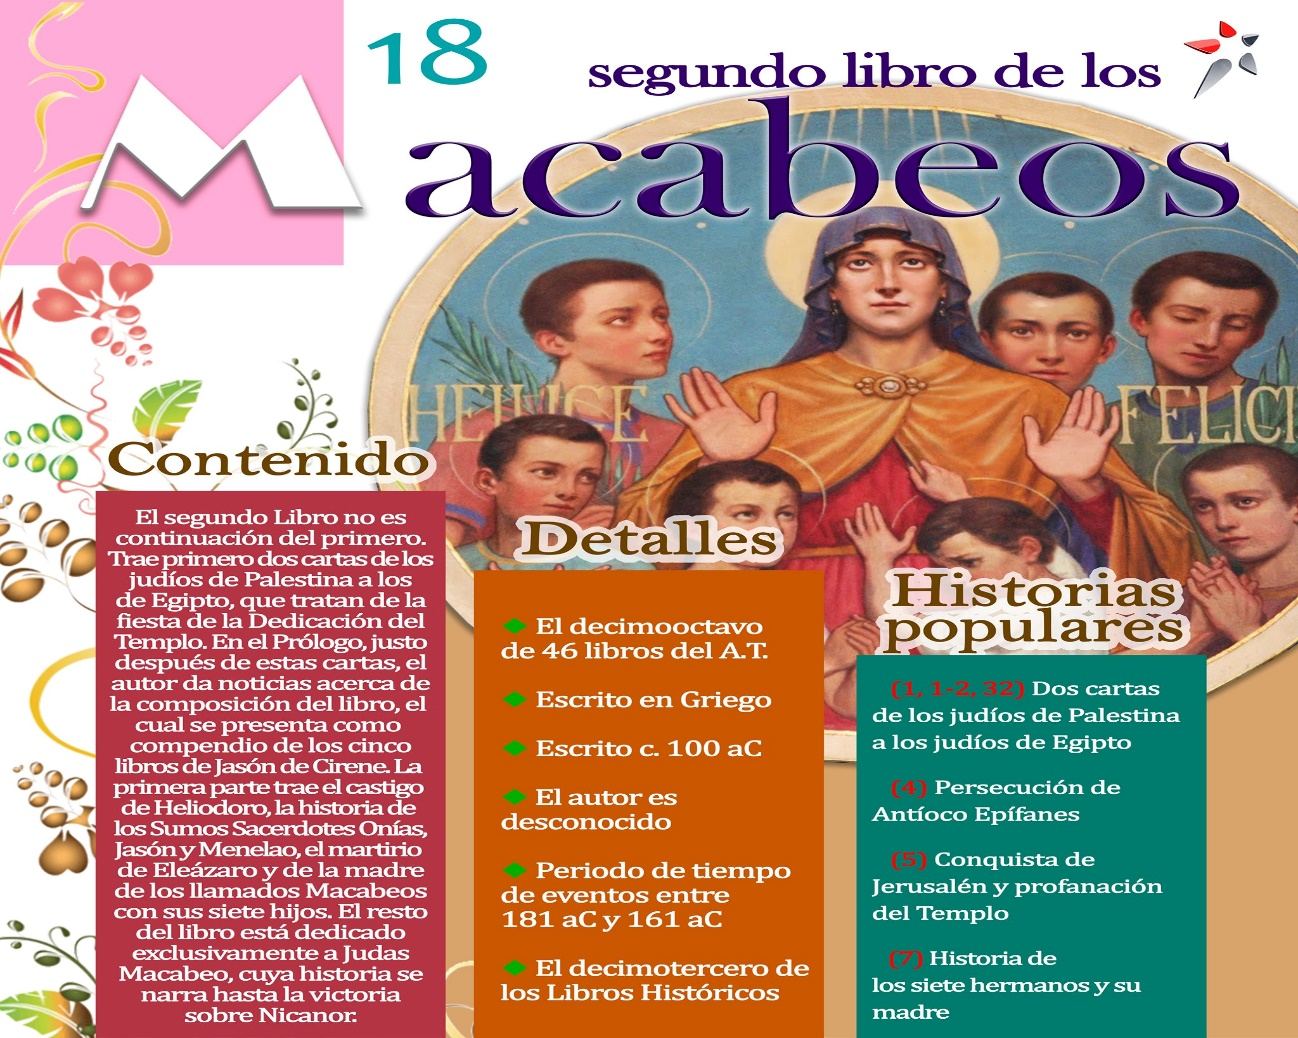 18
segundo libro de los
Macabeos
HEILIGE
FELICI
Contenido
El segundo Libro no es
continuación del primero.
Trae primero dos cartas de los
judíos de Palestina a los
de Egipto, que tratan de la
fiesta de la Dedicación del
Templo. En el Prólogo, justo
después de estas cartas, el
autor da noticias acerca de
la composición del libro, el
cual se presenta como
compendio de los cinco
libros de Jasón de Cirene. La
primera parte trae el castigo
de Heliodoro, la historia de
los Sumos Sacerdotes Onías,
Jasón y Menelao, el martirio
de Eleázaro y de la madre
de los llamados Macabeos
con sus siete hijos. El resto
del libro está dedicado
exclusivamente a Judas
Macabeo, cuya historia se
narra hasta la victoria
sobre Nicanor.
Detalles
◆ El decimooctavo
de 46 libros del A.T.
◆ Escrito en Griego
◆ Escrito c. 100 aC
◆ El autor es
desconocido
◆ Periodo de tiempo
de eventos entre
181 aC y 161 aC
◆ El decimotercero de
los Libros Históricos
Historias
populares
(1, 1-2, 32) Dos cartas
de los judíos de Palestina
a los judíos de Egipto
(4) Persecución de
Antíoco Epífanes
(5) Conquista de
Jerusalén y profanación
del Templo
(7) Historia de
los siete hermanos y su
madre